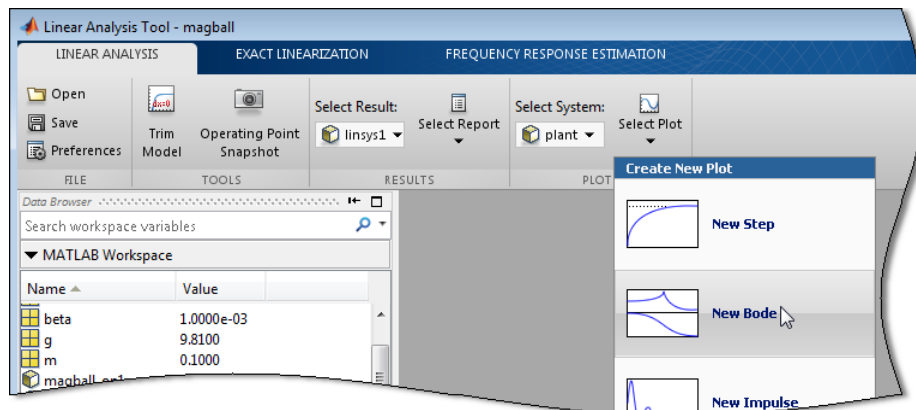 Linear Analysis Tool - magball
LINEAR ANALYSIS EXACT LINEARIZATION FREQUENCY RESPONSE ESTIMATION
Open
Save
Preferences
FILE
dx=0
Trim
Model
Operating Point
Snapshot
TOOLS
Select Result:
linsys1
Select Report
RESULTS
Select System:
plant
Select Plot
PLOT
Create New Plot
New Step
New Bode
New Impulse
Data Browser
Search workspace variables
MATLAB Workspace
Name Value
beta 1.0000e-03
g 9.8100
m 0.1000